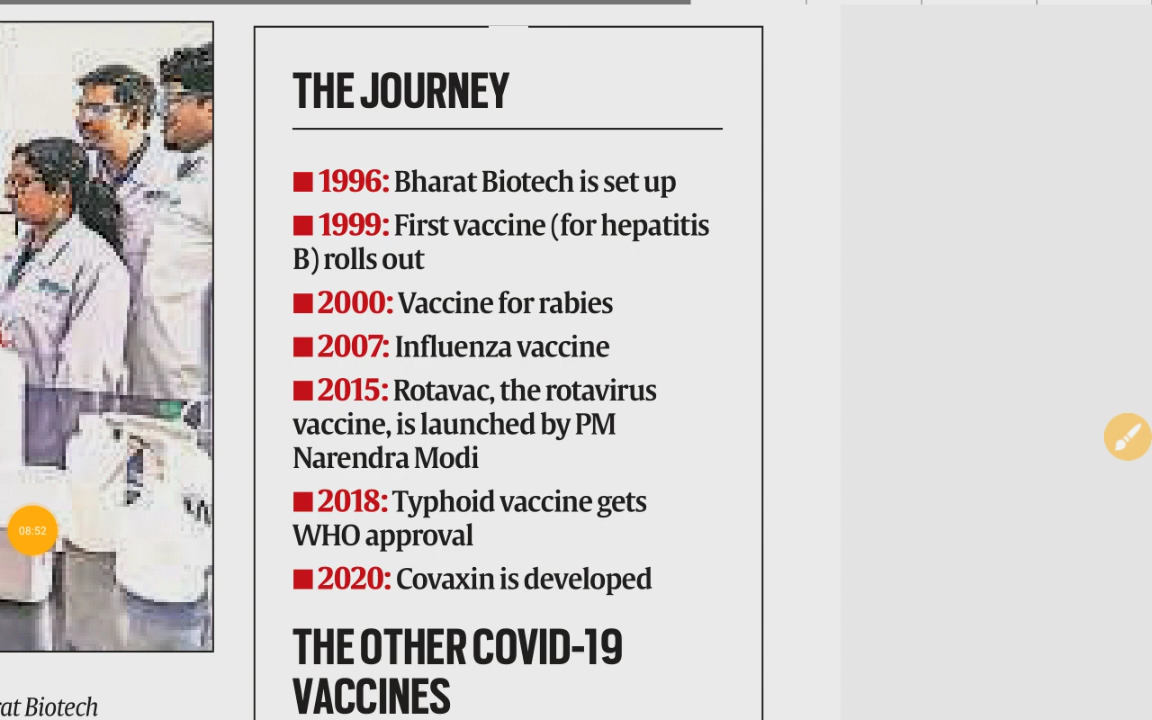 THE JOURNEY
■ 1996: Bharat Biotech is set up
■ 1999: First vaccine (for hepatitis
B) rolls out
■ 2000: Vaccine for rabies
■ 2007: Influenza vaccine
■ 2015: Rotavac, the rotavirus
vaccine, is launched by PM
Narendra Modi
■ 2018: Typhoid vaccine gets
WHO approval
■ 2020: Covaxin is developed
THE OTHER COVID-19
VACCINES
08:52
rat Biotech